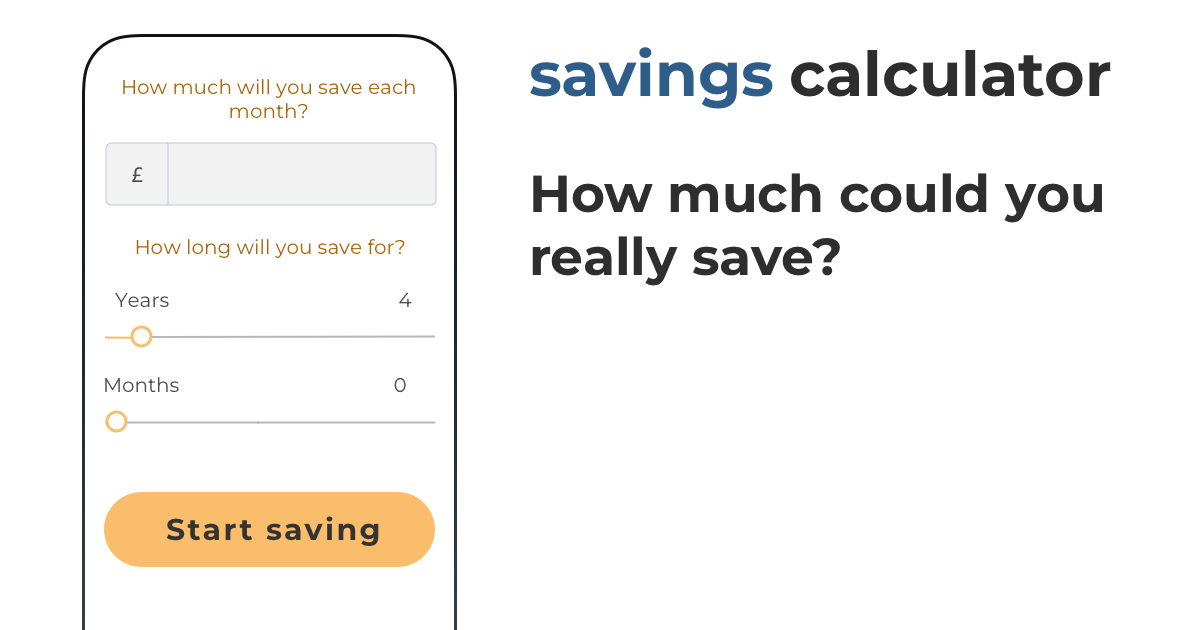 How much will you save each
month?
£
How long will you save for?
Years 4
Months 0
Start saving
savings calculator
How much could you
really save?